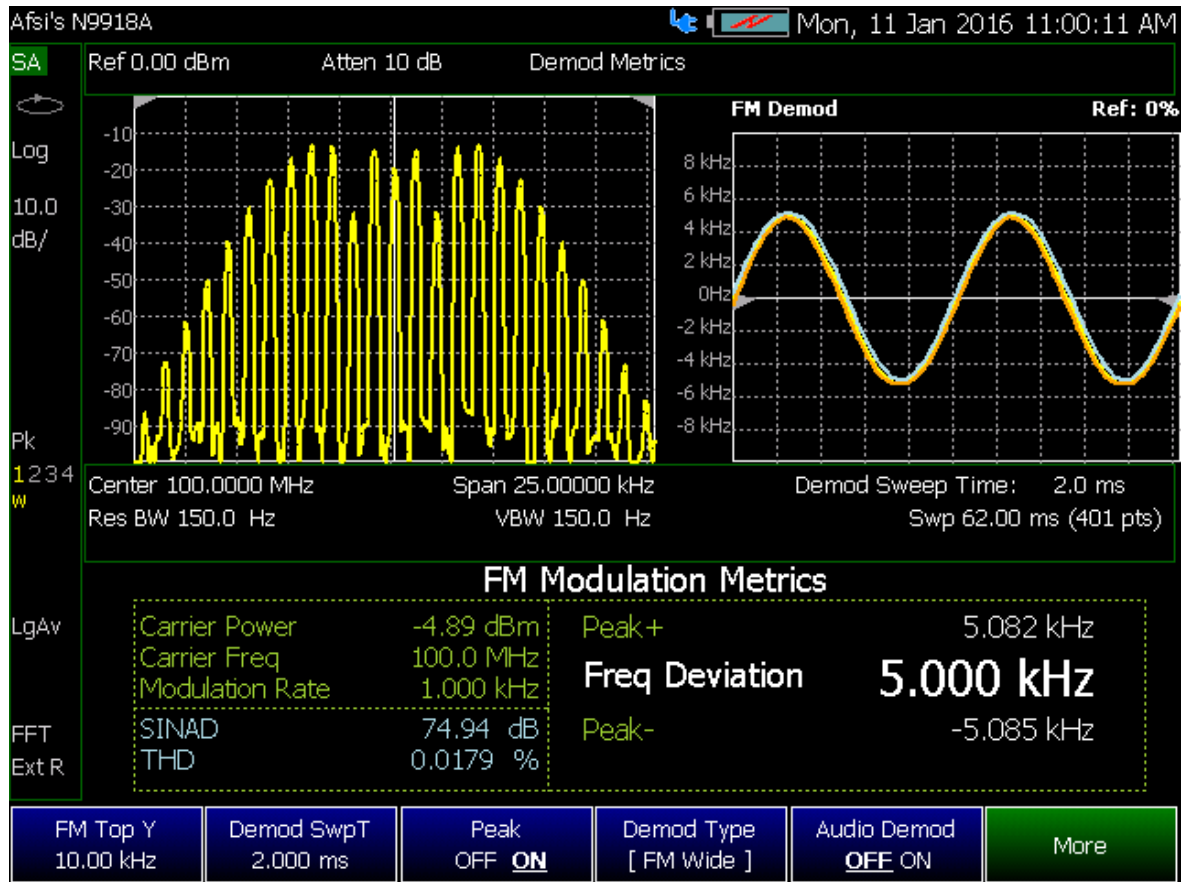 Afsi's N9918A
Mon, 11 Jan 2016 11:00:11 AM
SA
Ref 0.00 dBm Atten 10 dB Demod Metrics
Log
10.0
dB/
Pk
1234
W
LgAv
FFT
Ext R
-10
-20
-30
-40
-50
-60
-70
-80
-90
FM Demod Ref: 0%
8 kHz
6 kHz
4 kHz
2 kHz
0Hz
-2 kHz
-4 kHz
-6 kHz
-8 kHz
Center 100.0000 MHz Span 25.00000 kHz Demod Sweep Time: 2.0 ms
Res BW 150.0 Hz VBW 150.0 Hz Swp 62.00 ms (401 pts)
FM Modulation Metrics
Carrier Power -4.89 dBm
Carrier Freq 100.0 MHz
Modulation Rate 1.000 kHz
SINAD 74.94 dB
THD 0.0179 %
Peak+ 5.082 kHz
Freq Deviation 5.000 kHz
Peak- -5.085 kHz
FM Top Y
10.00 kHz
Demod SwpT
2.000 ms
Peak
OFF ON
Demod Type
[ FM Wide ]
Audio Demod
OFF ON
More